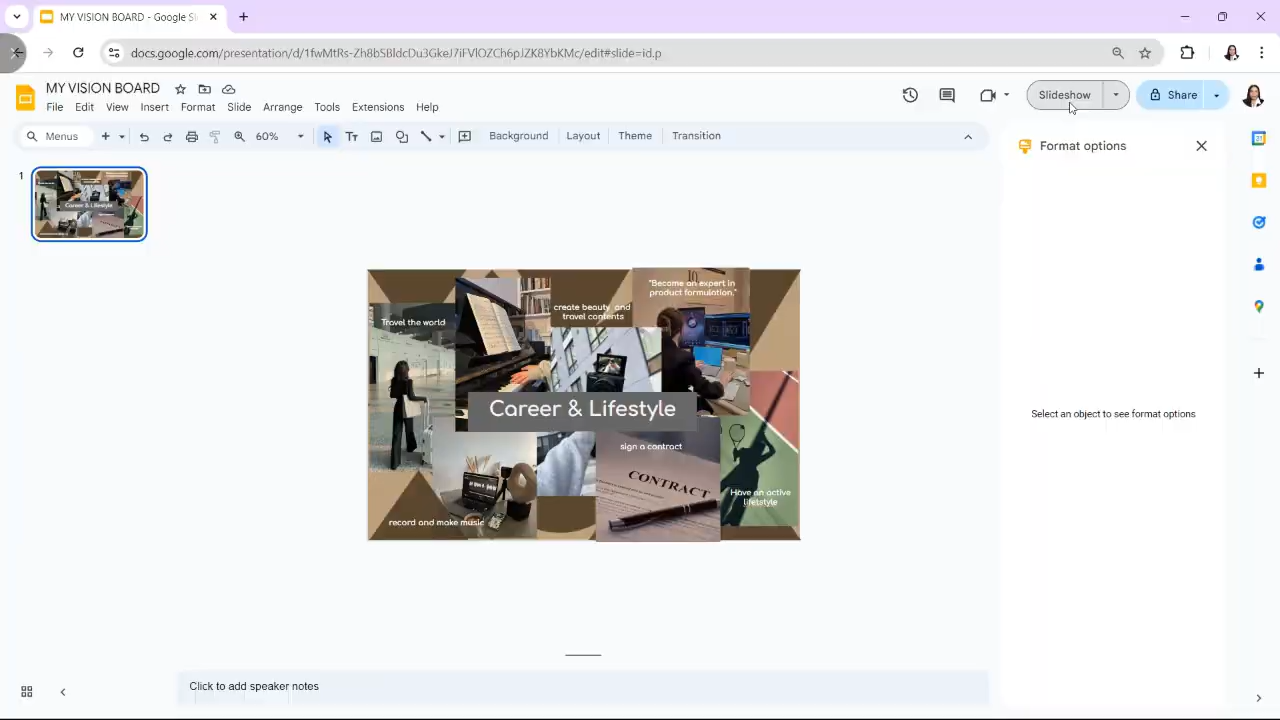 MY VISION BOARD - Google Sl
docs.google.com/presentation/d/1fwMtRs-Zh8bSBIdcDu3GkeJ7iFVlOZCh6pJZK8YbKMc/edit#slide=id.p
MY VISION BOARD
File Edit View Insert Format Slide Arrange Tools Extensions Help
Slideshow
Share
Menus
60%
Tr
Background
Layout
Theme
Transition
Format options
1
"Become an expert in
product formulation."
create beauty and
travel contents
Travel the world
Career & Lifestyle
sign a contract
CONTRACT
Have an active
lifetstyle
record and make music
Select an object to see format options
Click to add speaker notes